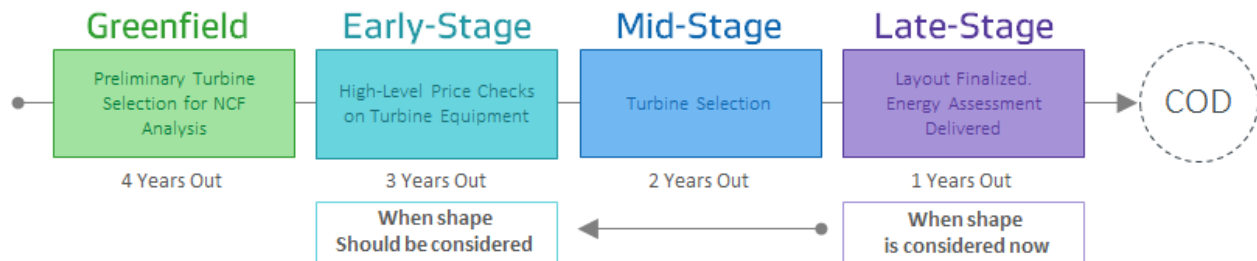 Greenfield
Early-Stage
Mid-Stage
Late-Stage
Preliminary Turbine
Selection for NCF
Analysis
High-Level Price Checks
on Turbine Equipment
Turbine Selection
Layout Finalized.
Energy Assessment
Delivered
COD
4 Years Out
3 Years Out
2 Years Out
1 Years Out
When shape
Should be considered
When shape
is considered now